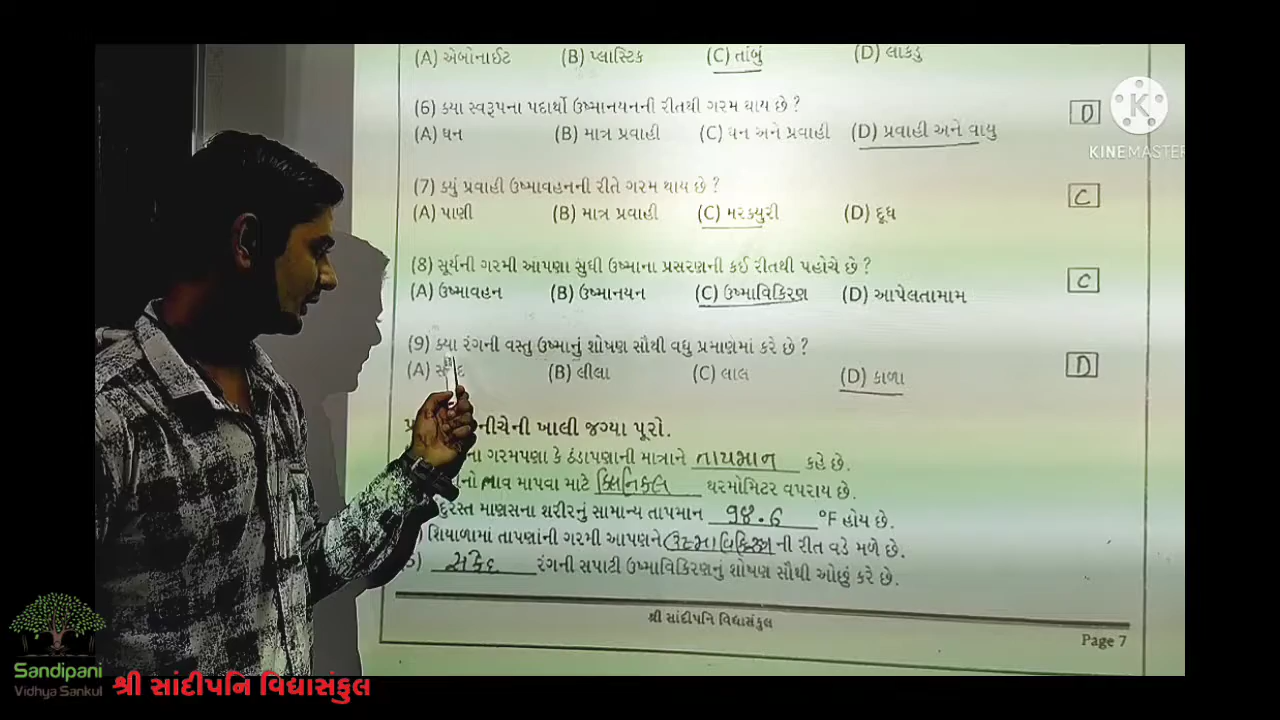 (A) એબોનાઈટ (B) પ્લાસ્ટિક (C) તાંબું (D) લાકડુ
(6) ક્યા સ્વરૂપના પદાર્થો ઉષ્માનયનની રીતથી ગરમ થાય છે ? D
(A) ઘન (B) માત્ર પ્રવાહી (C) ઘન અને પ્રવાહી (D) પ્રવાહી અને વાયુ
K
KINEMASTER
(7) ક્યું પ્રવાહી ઉષ્માવહનની રીતે ગરમ થાય છે ? C
(A) પાણી (B) માત્ર પ્રવાહી (C) મરક્યુરી (D) દૂધ
(8) સૂર્યની ગરમી આપણા સુધી ઉષ્માના પ્રસરણની કઈ રીતથી પહોચે છે ? C
(A) ઉષ્માવહન (B) ઉષ્માનયન (C) ઉષ્માવિકિરણ (D) આપેલતામામ
(9) ક્યા રંગની વસ્તુ ઉષ્માનું શોષણ સૌથી વધુ પ્રમાણમાં કરે છે ? D
(A) (B) લીલા (C) લાલ (D) કાળા
નીચેની ખાલી જગ્યા પૂરો.
ગરમપણા કે ઠંડાપણાની માત્રાને તાપમાન કહે છે.
માપવા માટે ક્લિનિકલ થરમોમિટર વપરાય છે.
માણસના શરીરનું સામાન્ય તાપમાન 98.6 °F હોય છે.
શિયાળામાં તાપણાંની ગરમી આપણને ઉષ્માવિકિરણ ની રીત વડે મળે છે.
સફેદ રંગની સપાટી ઉષ્માવિકિરણનું શોષણ સૌથી ઓછું કરે છે.
શ્રી સાંદીપનિ વિદ્યાસંકુલ
Page 7
Sandipani
Vidhya Sankul
શ્રી સાંદીપનિ વિદ્યાસંકુલ